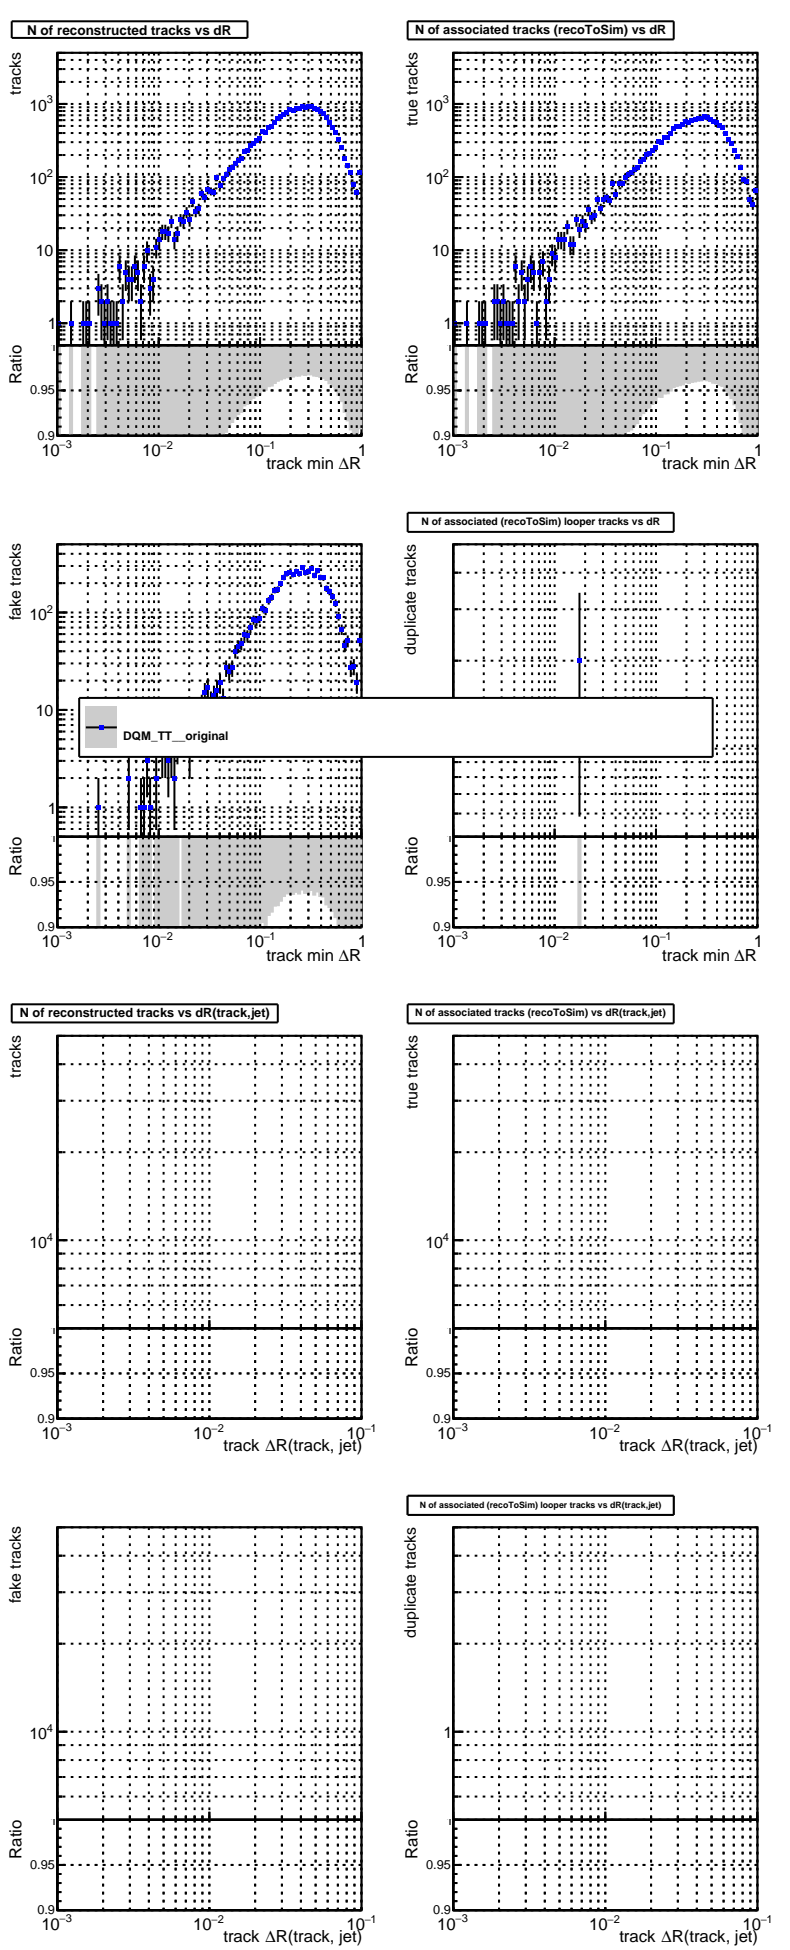 N of reconstructed tracks vs dR
tracks
10³
10²
10
1
Ratio
1
0.95
0.9
10⁻³
10⁻²
10⁻¹
1
track min ΔR
N of associated tracks (recoToSim) vs dR
true tracks
10³
10²
10
1
Ratio
1
0.95
0.9
10⁻³
10⁻²
10⁻¹
1
track min ΔR
fake tracks
10²
10
1
Ratio
1
0.95
0.9
10⁻³
10⁻²
10⁻¹
1
track min ΔR
N of associated (recoToSim) looper tracks vs dR
duplicate tracks
Ratio
1
0.95
0.9
10⁻³
10⁻²
10⁻¹
1
track min ΔR
DQM_TT__original
N of reconstructed tracks vs dR(track,jet)
tracks
10⁴
Ratio
1
0.95
0.9
10⁻³
10⁻²
10⁻¹
track ΔR(track, jet)
N of associated tracks (recoToSim) vs dR(track,jet)
true tracks
10⁴
Ratio
1
0.95
0.9
10⁻³
10⁻²
10⁻¹
track ΔR(track, jet)
fake tracks
10⁴
Ratio
1
0.95
0.9
10⁻³
10⁻²
10⁻¹
track ΔR(track, jet)
N of associated (recoToSim) looper tracks vs dR(track,jet)
duplicate tracks
1
Ratio
1
0.95
0.9
10⁻³
10⁻²
10⁻¹
track ΔR(track, jet)